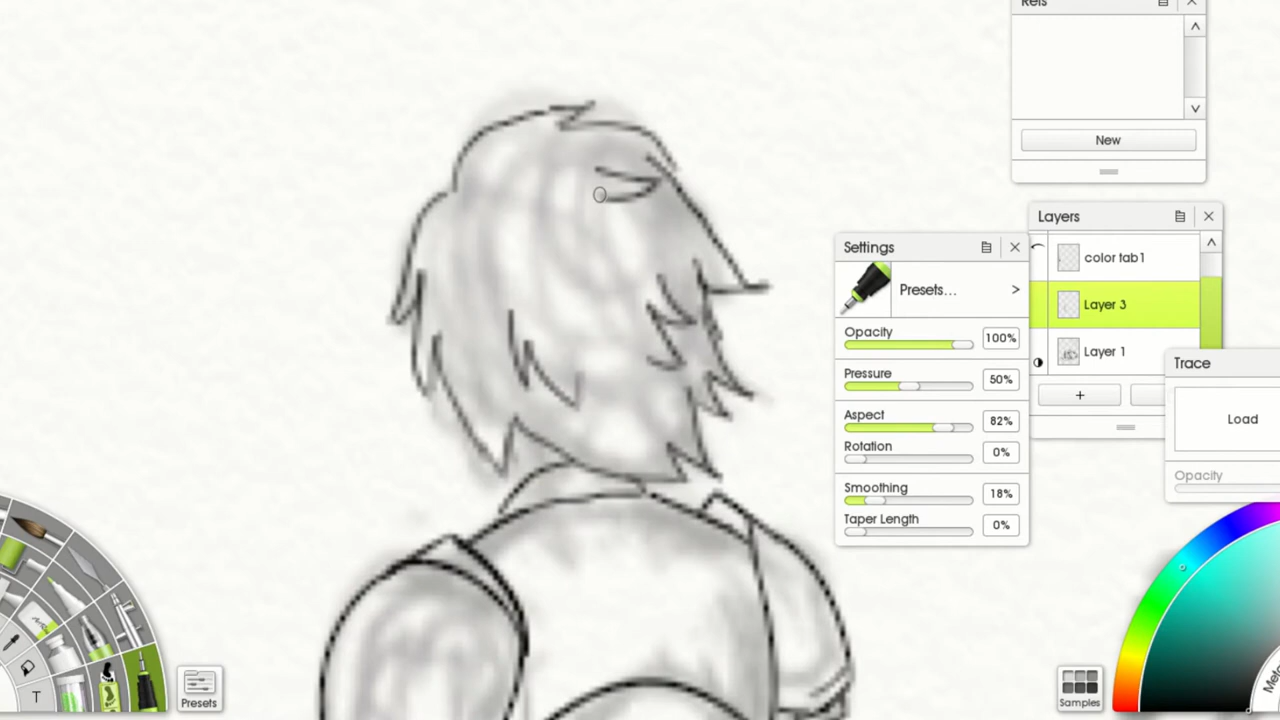 Refs
New
Layers
color tab1
Layer 3
Layer 1
+
Settings
Presets...
>
Opacity
100%
Pressure
50%
Aspect
82%
Rotation
0%
Smoothing
18%
Taper Length
0%
Trace
Load
Opacity
T
Presets
Samples